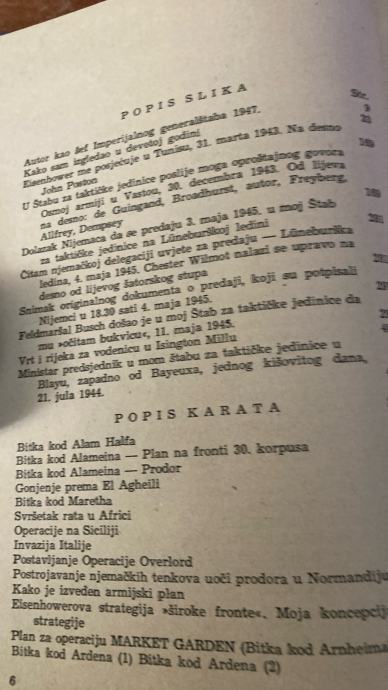 POPIS SLIKA
Str.
Autor kao šef Imperijalnog generalštaba 1947. 9
Kako sam izgledao u devetoj godini 23
Eisenhower me posjećuje u Tunisu, 31. marta 1943. Na desno
John Poston 169
U Štabu za taktičke jedinice poslije moga oproštajnog govora
Osmoj armiji u Vastou, 30. decembra 1943. Od lijeva
na desno: de Guingand, Broadhurst, autor, Freyberg,
Allfrey, Dempsey 169
Dolazak Nijemaca da se predaju 3. maja 1945. u moj Štab
za taktičke jedinice na Lüneburškoj ledini
Čitam njemačkoj delegaciji uvjete za predaju — Lüneburška
ledina, 4. maja 1945. Chester Wilmot nalazi se upravo na
desno od lijevog šatorskog stupa
Snimak originalnog dokumenta o predaji, koji su potpisali
Nijemci u 18.30 sati 4. maja 1945.
Feldmaršal Busch došao je u moj Štab za taktičke jedinice da
mu »očitam bukvicu«, 11. maja 1945.
Vrt i rijeka za vodenicu u Isington Millu
Ministar predsjednik u mom štabu za taktičke jedinice u
Blayu, zapadno od Bayeuxa, jednog kišovitog dana,
21. jula 1944.
POPIS KARATA
Bitka kod Alam Halfa
Bitka kod Alameina — Plan na fronti 30. korpusa
Bitka kod Alameina — Prodor
Gonjenje prema El Agheili
Bitka kod Maretha
Svršetak rata u Africi
Operacije na Siciliji
Invazija Italije
Postavljanje Operacije Overlord
Postrojavanje njemačkih tenkova uoči prodora u Normandiju
Kako je izveden armijski plan
Eisenhowerova strategija »široke fronte«. Moja koncepcij
strategije
Plan za operaciju MARKET GARDEN (Bitka kod Arnheima
Bitka kod Ardena (1) Bitka kod Ardena (2)
6